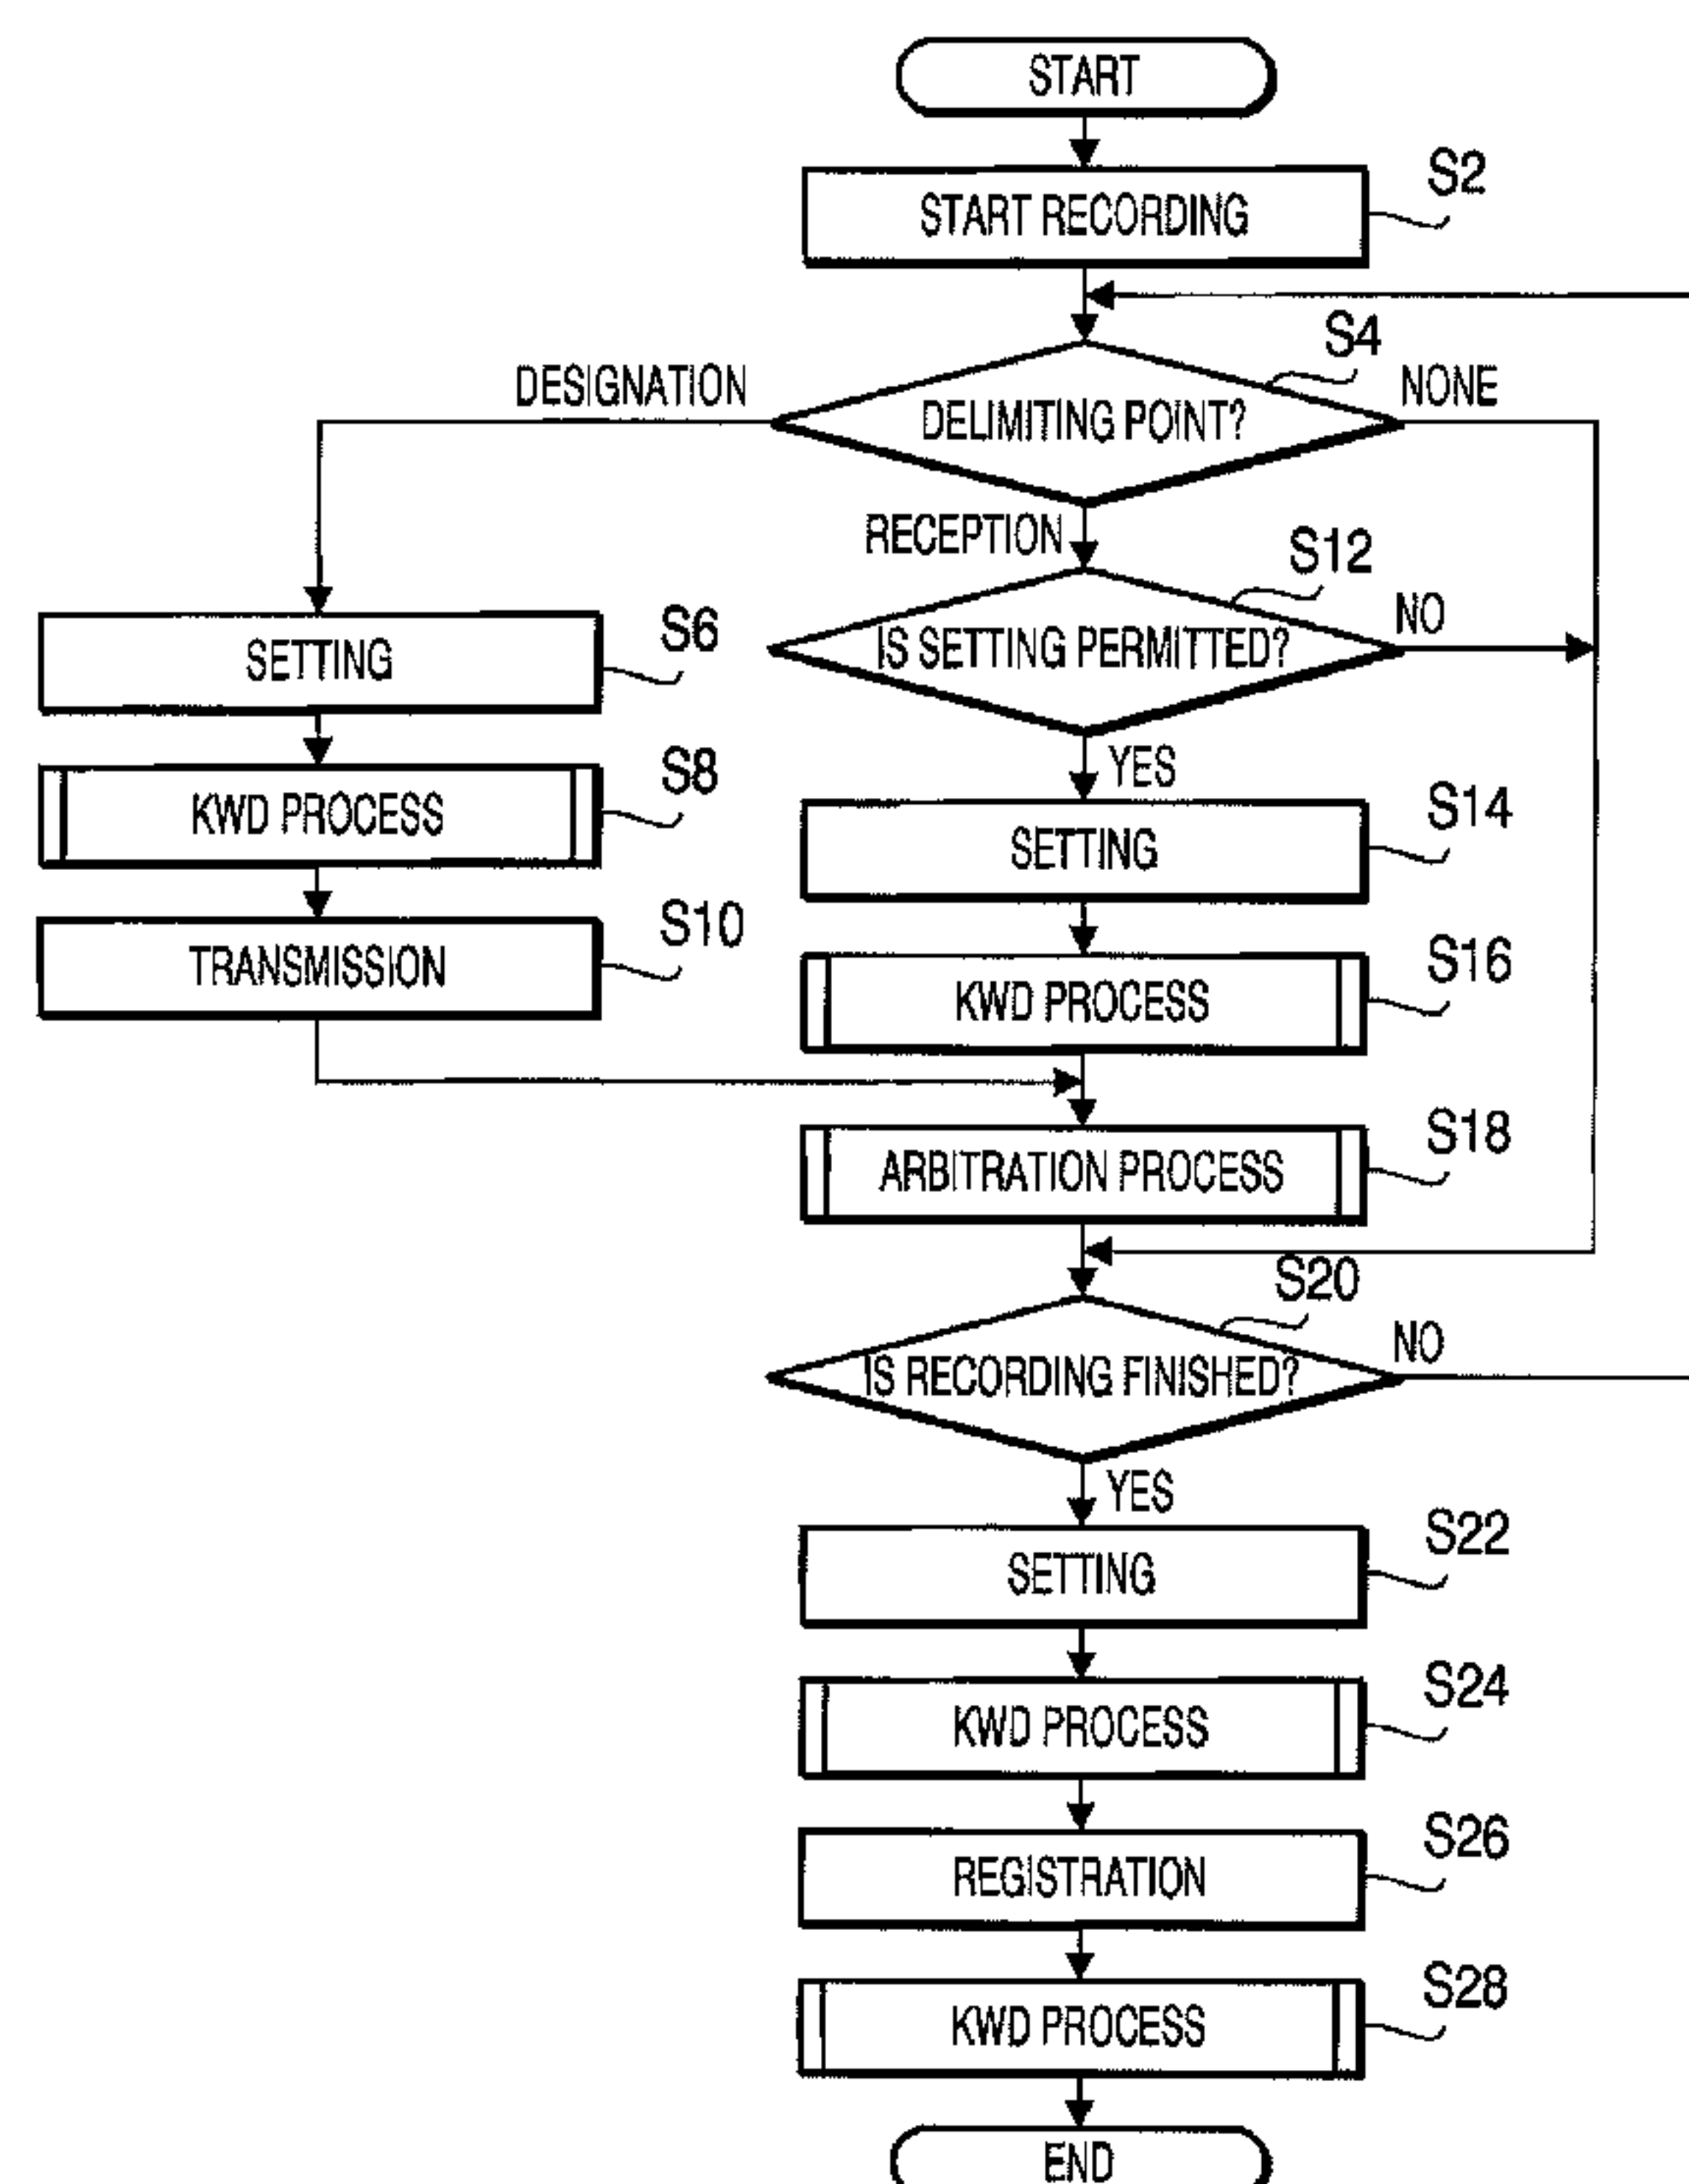 START
START RECORDING
S2
S4
DESIGNATION
DELIMITING POINT?
NONE
RECEPTION
S12
IS SETTING PERMITTED?
NO
SETTING
S6
YES
KWD PROCESS
S8
SETTING
S14
TRANSMISSION
S10
KWD PROCESS
S16
ARBITRATION PROCESS
S18
S20
IS RECORDING FINISHED?
NO
YES
SETTING
S22
KWD PROCESS
S24
REGISTRATION
S26
KWD PROCESS
S28
END